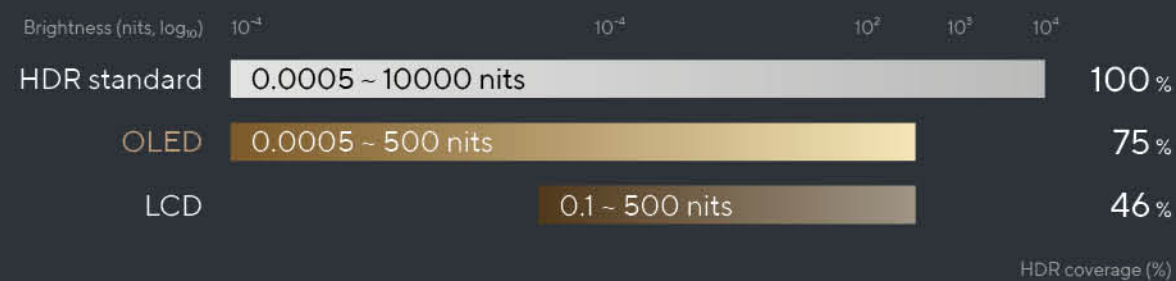 Brightness (nits, log₁₀) 10⁻⁴ 10⁻⁴ 10² 10³ 10⁴
HDR standard 0.0005 ~ 10000 nits 100 %
OLED 0.0005 ~ 500 nits 75 %
LCD 0.1 ~ 500 nits 46 %
HDR coverage (%)